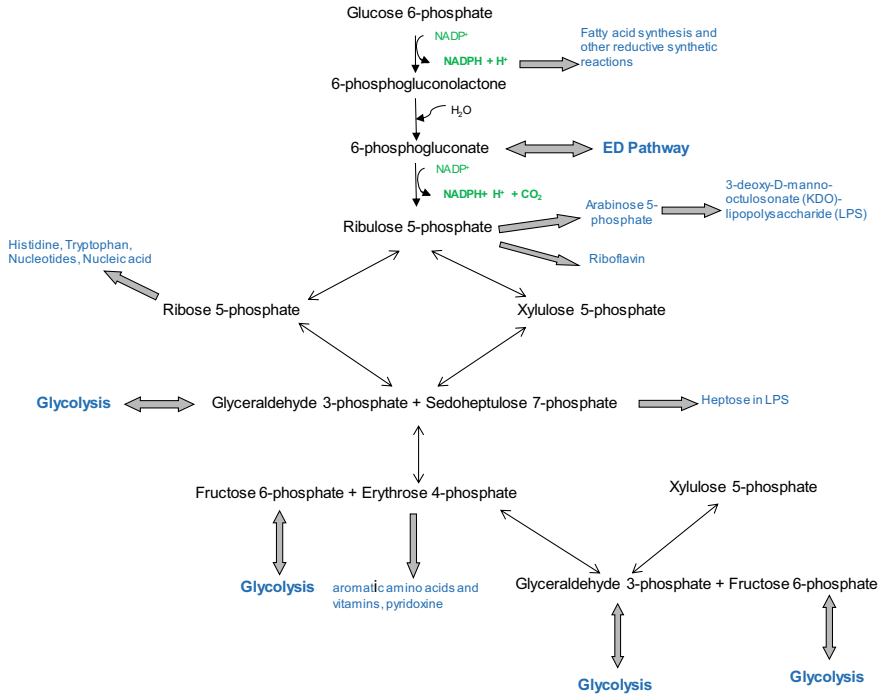 Glucose 6-phosphate
NADP⁺
NADPH + H⁺
Fatty acid synthesis and
other reductive synthetic
reactions
6-phosphogluconolactone
H₂O
6-phosphogluconate
ED Pathway
NADP⁺
NADPH+ H⁺ + CO₂
Ribulose 5-phosphate
Arabinose 5-
phosphate
3-deoxy-D-manno-
octulosonate (KDO)-
lipopolysaccharide (LPS)
Riboflavin
Histidine, Tryptophan,
Nucleotides, Nucleic acid
Ribose 5-phosphate
Xylulose 5-phosphate
Glycolysis
Glyceraldehyde 3-phosphate + Sedoheptulose 7-phosphate
Heptose in LPS
Fructose 6-phosphate + Erythrose 4-phosphate
Xylulose 5-phosphate
Glycolysis
aromatic amino acids and
vitamins, pyridoxine
Glyceraldehyde 3-phosphate + Fructose 6-phosphate
Glycolysis
Glycolysis